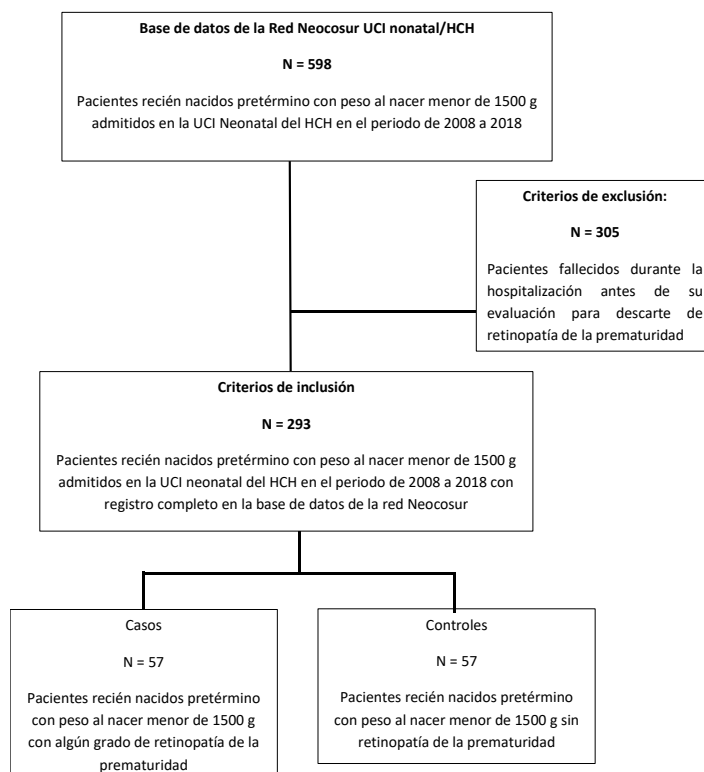 Base de datos de la Red Neocosur UCI nonatal/HCH
N = 598
Pacientes recién nacidos pretérmino con peso al nacer menor de 1500 g
admitidos en la UCI Neonatal del HCH en el periodo de 2008 a 2018
Criterios de exclusión:
N = 305
Pacientes fallecidos durante la
hospitalización antes de su
evaluación para descarte de
retinopatía de la prematuridad
Criterios de inclusión
N = 293
Pacientes recién nacidos pretérmino con peso al nacer menor de 1500 g
admitidos en la UCI neonatal del HCH en el periodo de 2008 a 2018 con
registro completo en la base de datos de la red Neocosur
Casos
N = 57
Pacientes recién nacidos pretérmino
con peso al nacer menor de 1500 g
con algún grado de retinopatía de la
prematuridad
Controles
N = 57
Pacientes recién nacidos pretérmino
con peso al nacer menor de 1500 g sin
retinopatía de la prematuridad